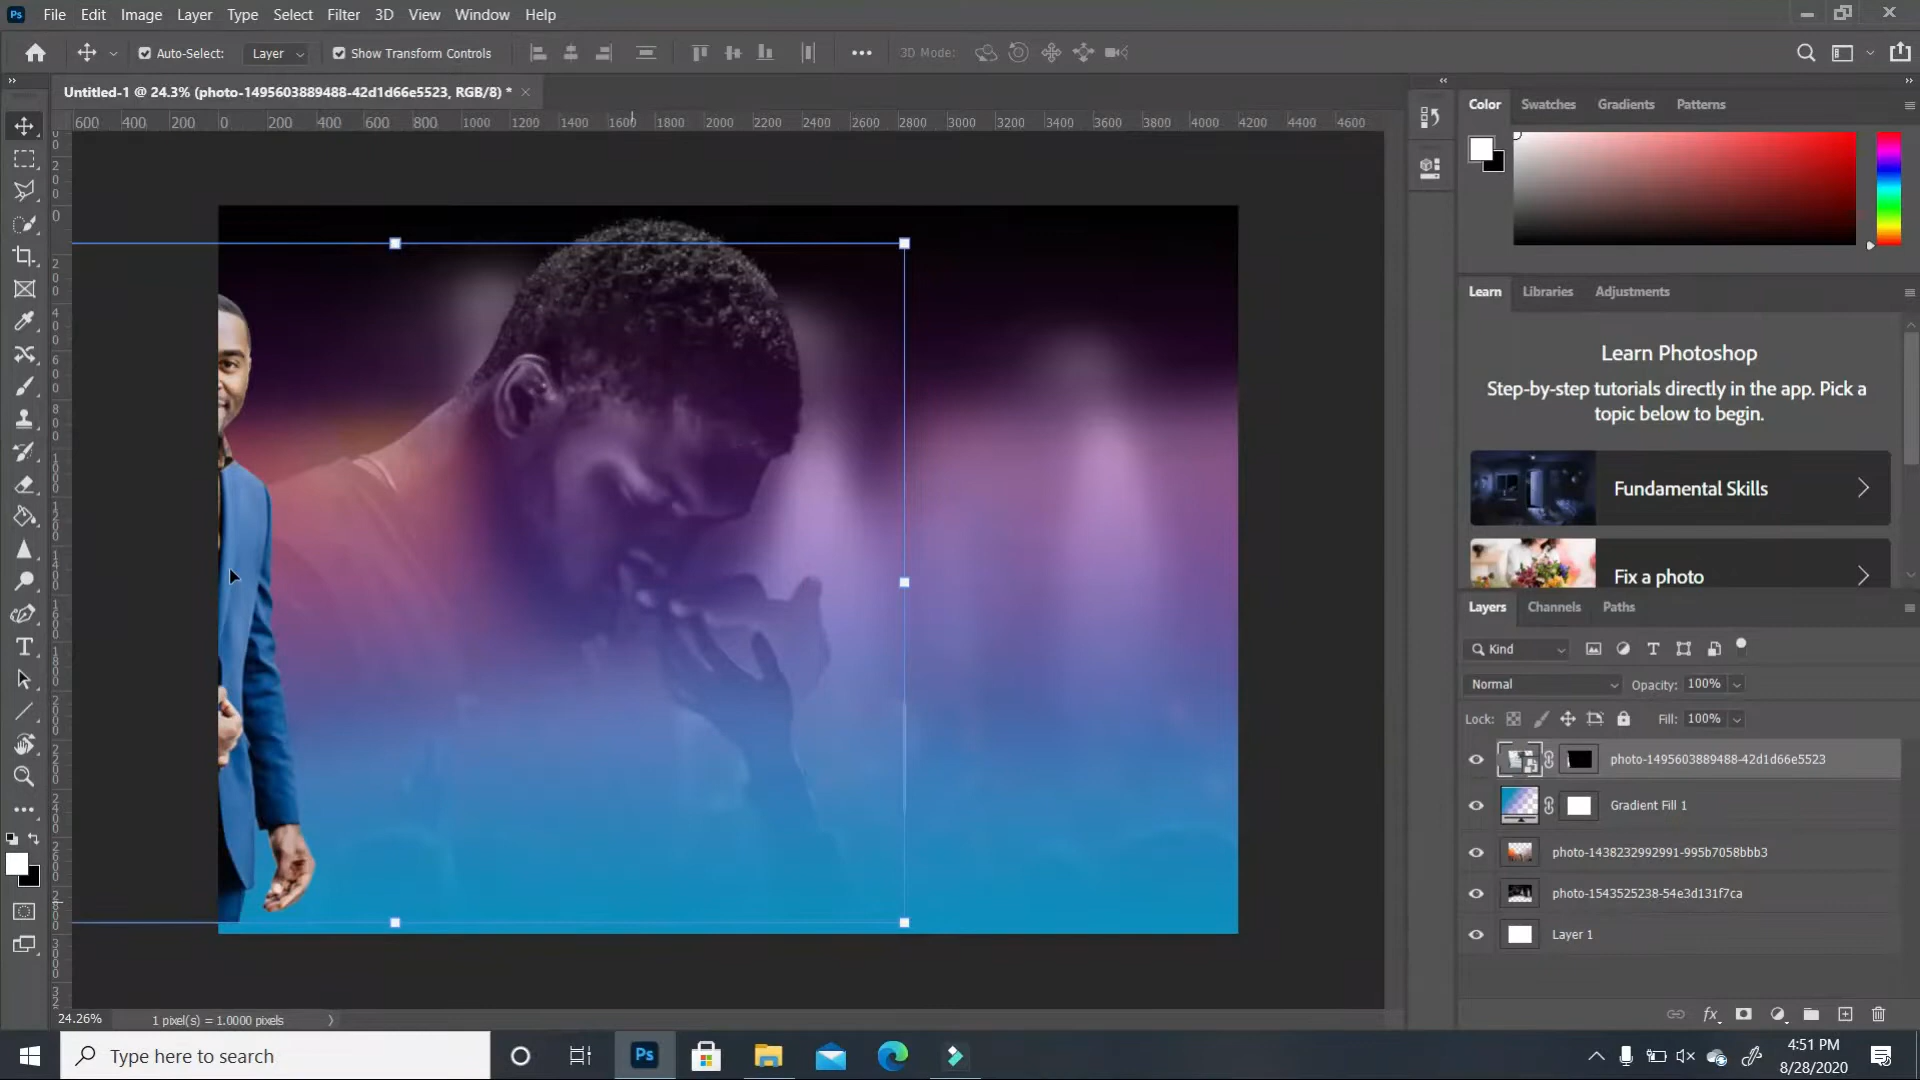 Ps File Edit Image Layer Type Select Filter 3D View Window Help
Auto-Select: Layer Show Transform Controls 3D Mode:
Untitled-1 @ 24.3% (photo-1495603889488-42d1d66e5523, RGB/8) *
600 400 200 0 200 400 600 800 1000 1200 1400 1600 1800 2000 2200 2400 2600 2800 3000 3200 3400 3600 3800 4000 4200 4400 4600
Color Swatches Gradients Patterns
Learn Libraries Adjustments
Learn Photoshop
Step-by-step tutorials directly in the app. Pick a
topic below to begin.
Fundamental Skills
Fix a photo
Layers Channels Paths
Kind
Normal Opacity: 100%
Lock: Fill: 100%
photo-1495603889488-42d1d66e5523
Gradient Fill 1
photo-1438232992991-995b7058bbb3
photo-1543525238-54e3d131f7ca
Layer 1
fx
24.26% 1 pixel(s) = 1.0000 pixels
Type here to search
Ps
4:51 PM
8/28/2020